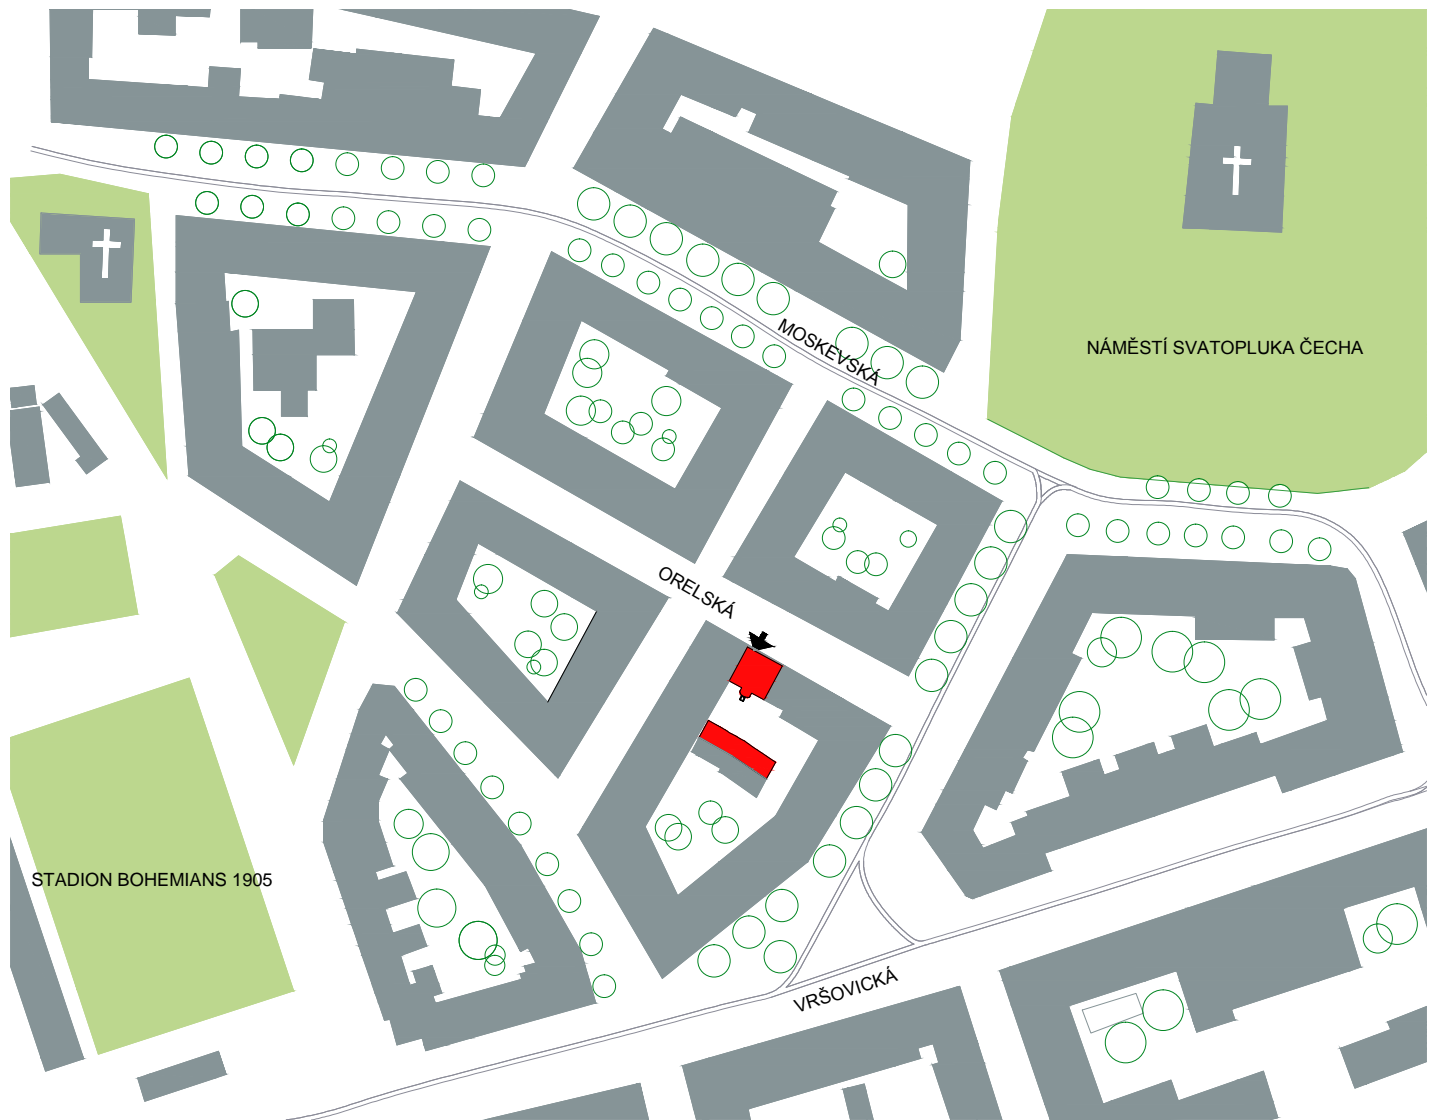 MOSKEVSKÁ
NÁMĚSTÍ SVATOPLUKA ČECHA
ORELSKÁ
STADION BOHEMIANS 1905
VRŠOVICKÁ